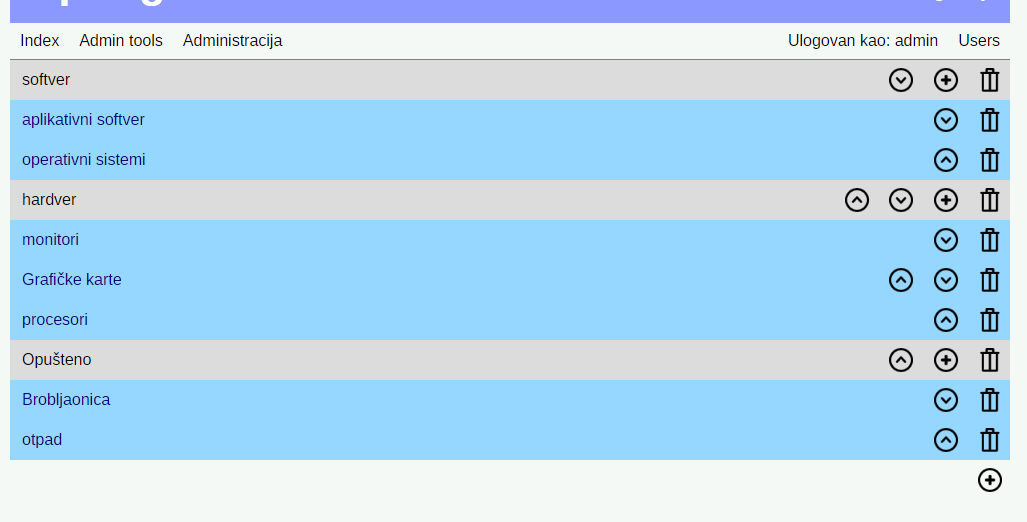 Index Admin tools Administracija Ulogovan kao: admin Users
softver
aplikativni softver
operativni sistemi
hardver
monitori
Grafičke karte
procesori
Opušteno
Brobljaonica
otpad